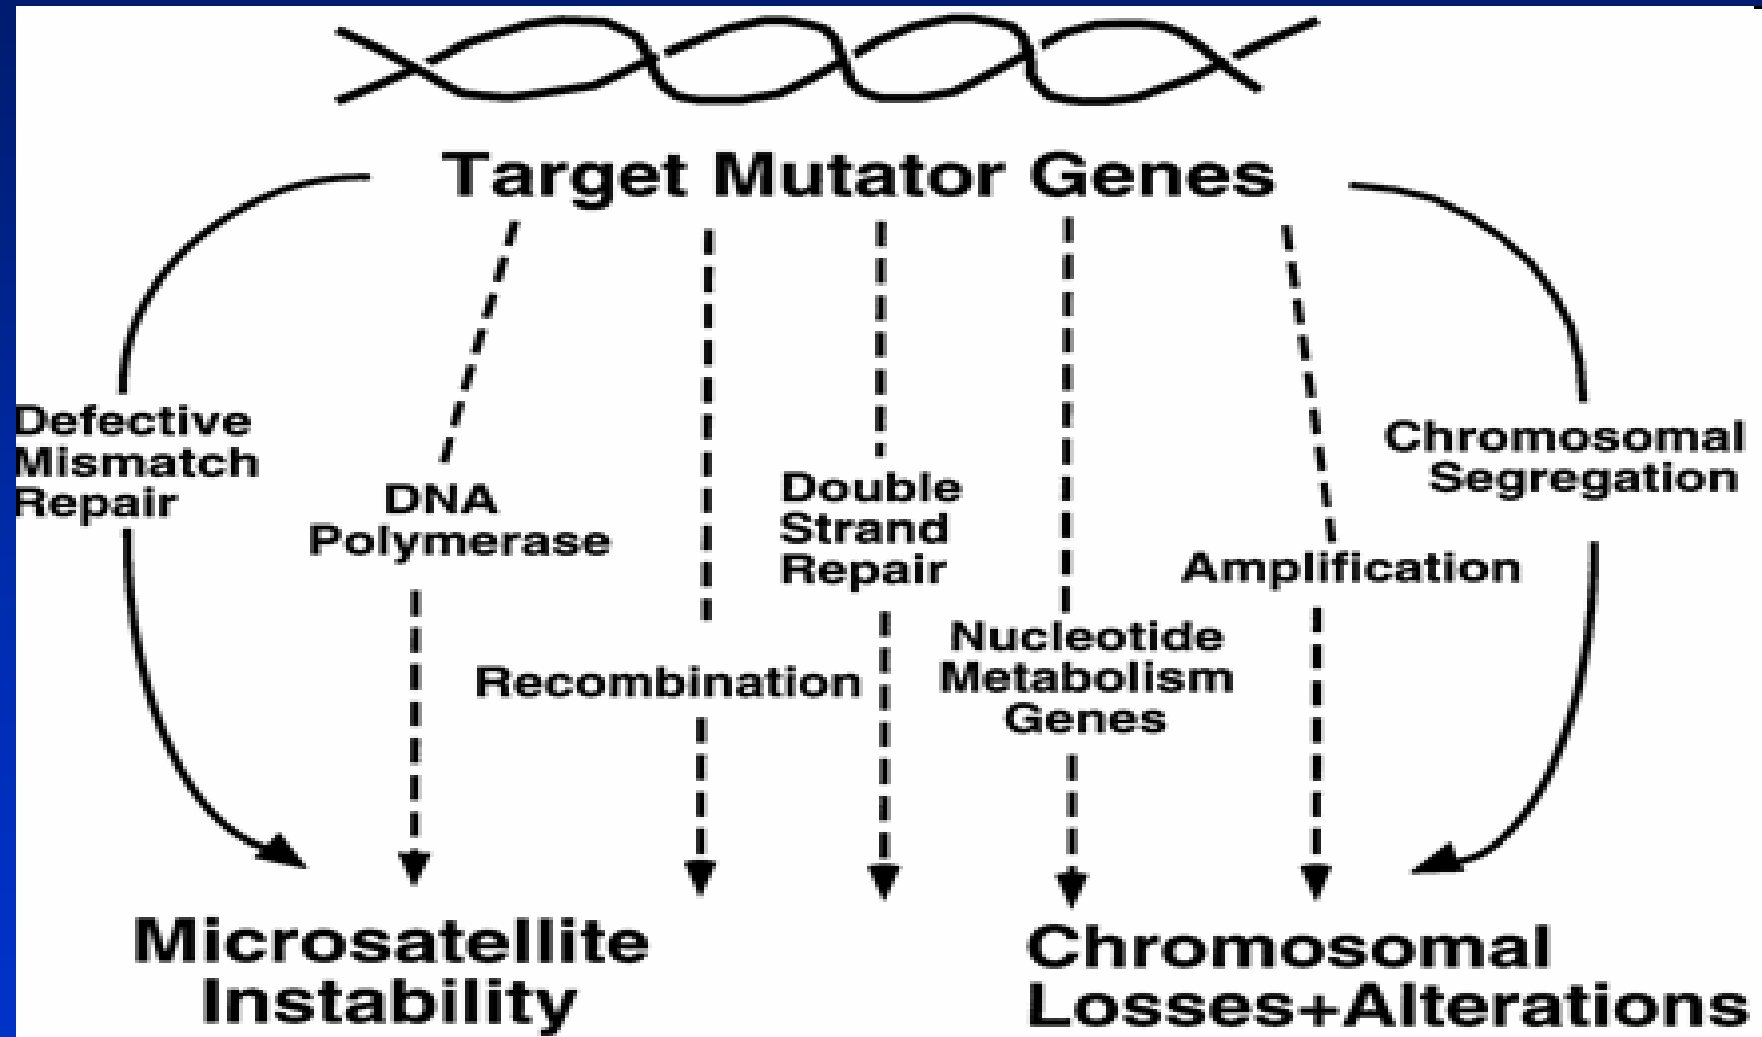 Target Mutator Genes
Defective
Mismatch
Repair
DNA
Polymerase
Recombination
Double
Strand
Repair
Nucleotide
Metabolism
Genes
Amplification
Chromosomal
Segregation
Microsatellite
Instability
Chromosomal
Losses+Alterations